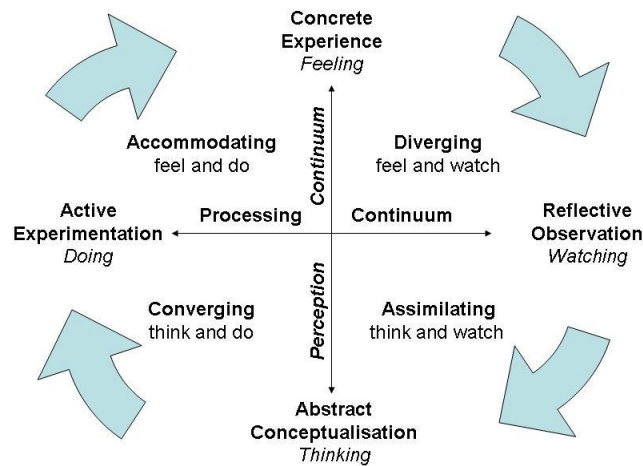 Concrete
Experience
Feeling
Accommodating
feel and do
Continuum
Diverging
feel and watch
Active
Experimentation
Doing
Processing
Continuum
Reflective
Observation
Watching
Converging
think and do
Perception
Assimilating
think and watch
Abstract
Conceptualisation
Thinking